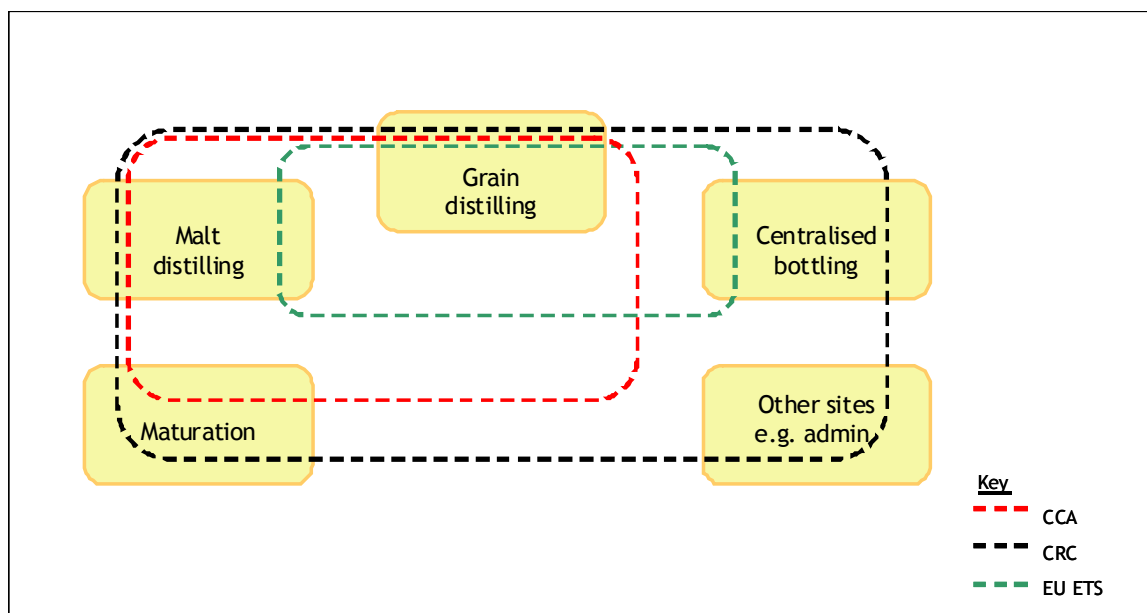 Grain
distilling
Malt
distilling
Centralised
bottling
Maturation
Other sites
e.g. admin
Key
CCA
CRC
EU ETS